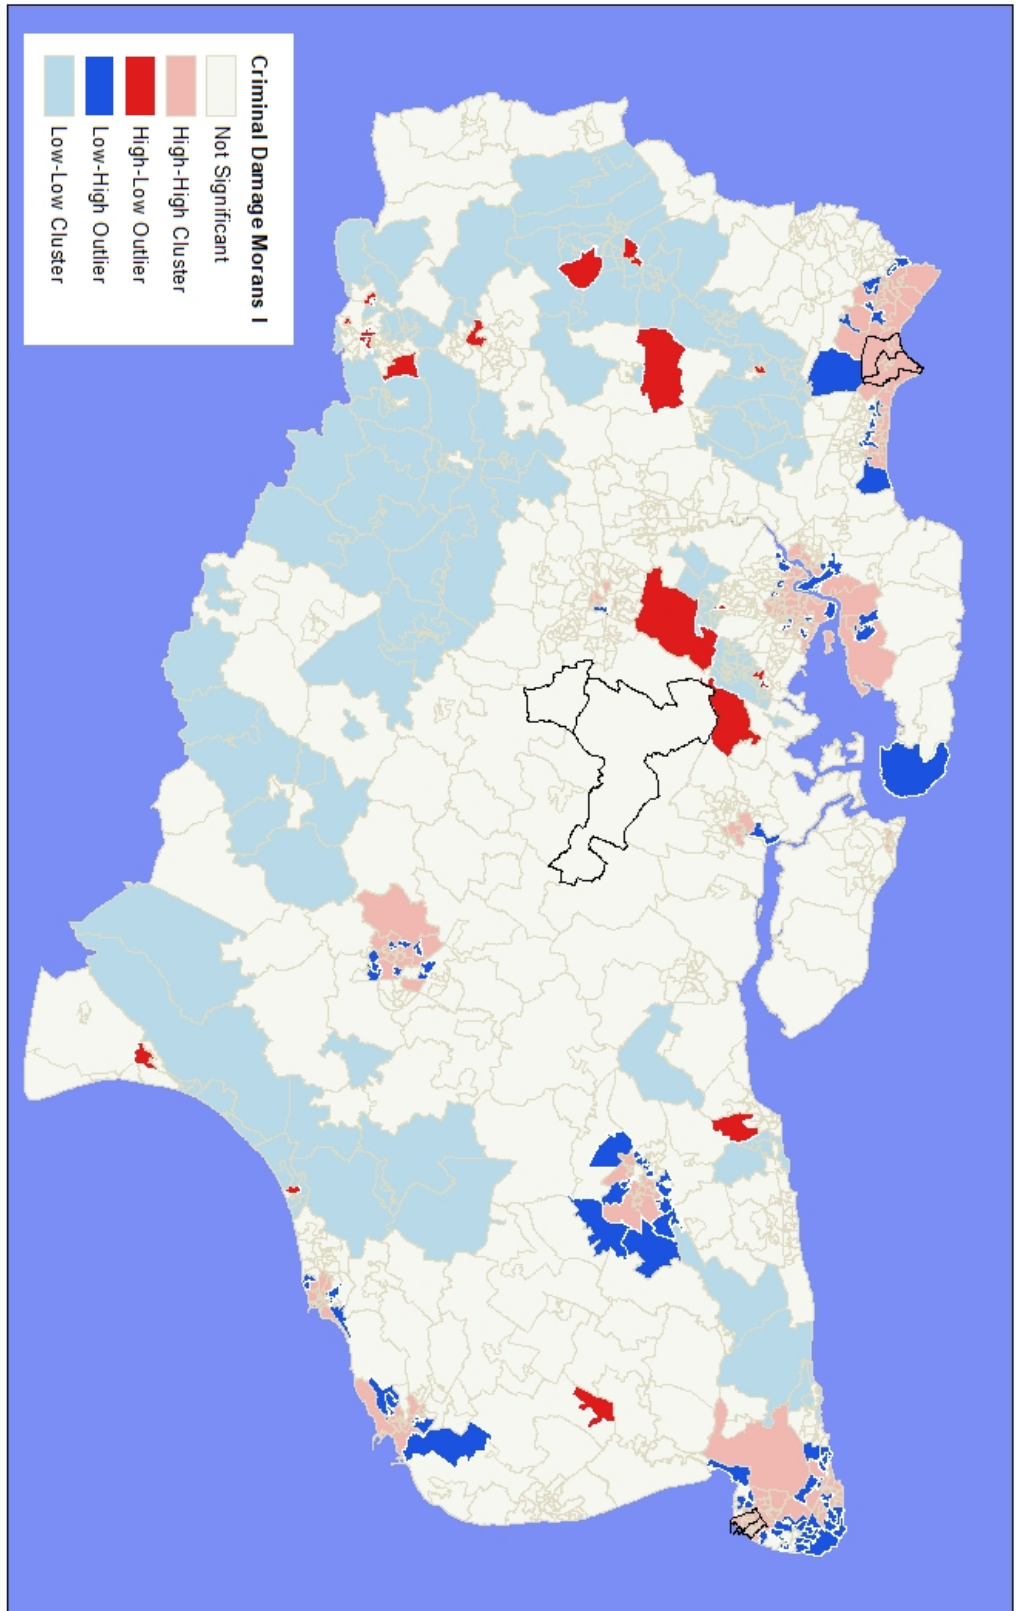 Criminal Damage Morans I
Not Significant
High-High Cluster
High-Low Outlier
Low-High Outlier
Low-Low Cluster